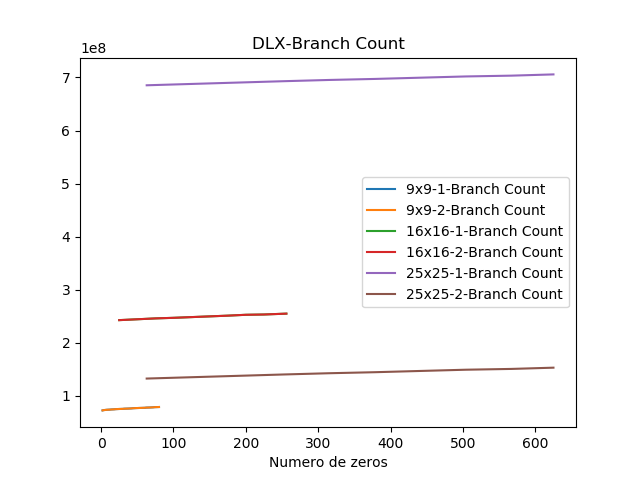 DLX-Branch Count
1e8
7
6
5
4
3
2
1
9x9-1-Branch Count
9x9-2-Branch Count
16x16-1-Branch Count
16x16-2-Branch Count
25x25-1-Branch Count
25x25-2-Branch Count
0 100 200 300 400 500 600
Numero de zeros